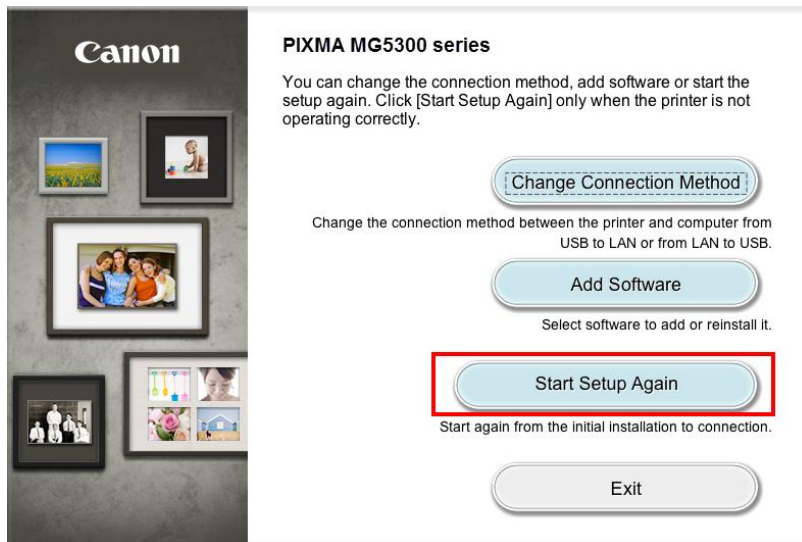 Canon
PIXMA MG5300 series
You can change the connection method, add software or start the
setup again. Click [Start Setup Again] only when the printer is not
operating correctly.
Change Connection Method
Change the connection method between the printer and computer from
USB to LAN or from LAN to USB.
Add Software
Select software to add or reinstall it.
Start Setup Again
Start again from the initial installation to connection.
Exit